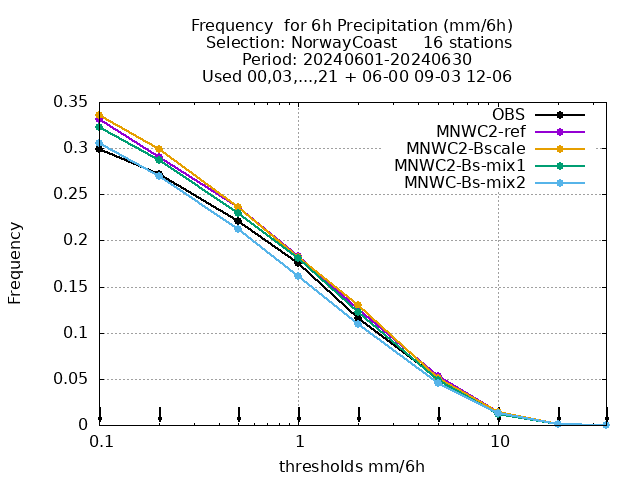 Frequency  for 6h Precipitation (mm/6h)
Selection: NorwayCoast     16 stations
Period: 20240601-20240630
Used 00,03,...,21 + 06-00 09-03 12-06
OBS
MNWC2-ref
MNWC2-Bscale
MNWC2-Bs-mix1
MNWC-Bs-mix2
Frequency
0.35
0.3
0.25
0.2
0.15
0.1
0.05
0
0.1 1 10
thresholds mm/6h